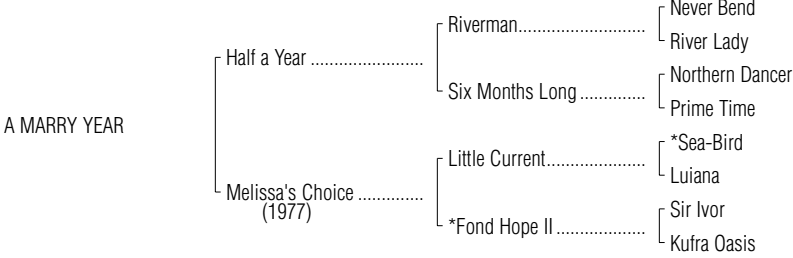 Never Bend
Riverman..........................
River Lady
Half a Year ........................
Northern Dancer
Six Months Long ..............
Prime Time
A MARRY YEAR
*Sea-Bird
Little Current.....................
Luiana
Melissa's Choice ..............
(1977)
Sir Ivor
*Fond Hope II ...................
Kufra Oasis